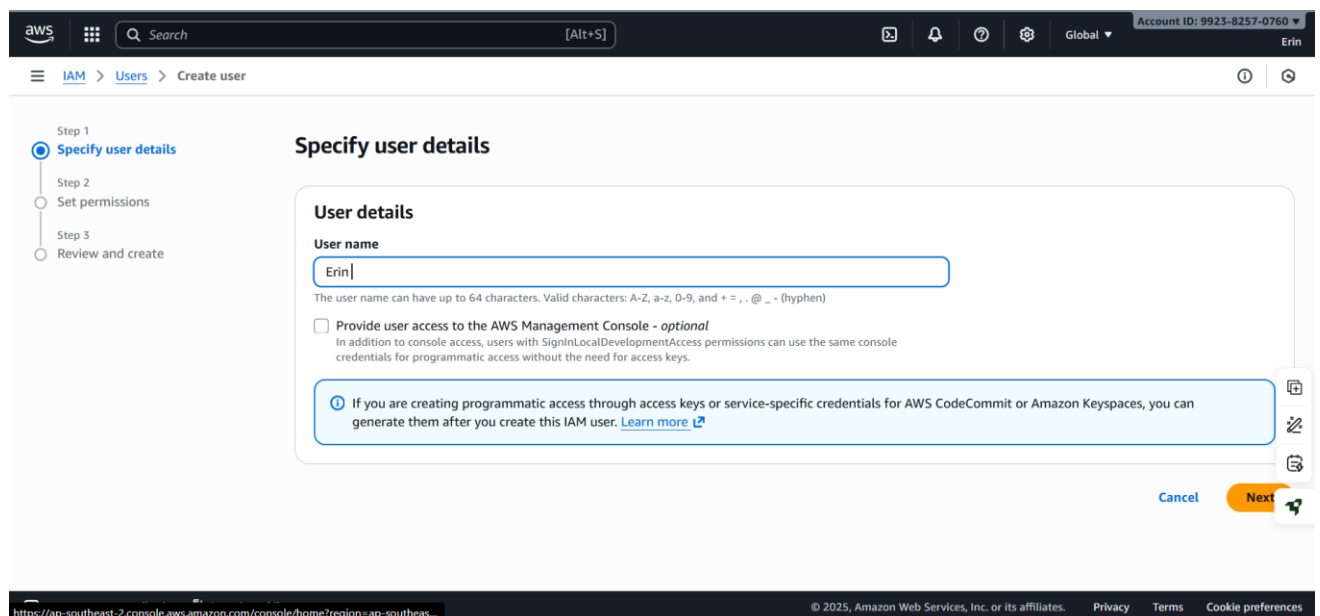 aws
Search
[Alt+S]
Global
Account ID: 9923-8257-0760
Erin
IAM > Users > Create user
Step 1
Specify user details
Step 2
Set permissions
Step 3
Review and create
Specify user details
User details
User name
Erin
The user name can have up to 64 characters. Valid characters: A-Z, a-z, 0-9, and + = , . @ _ - (hyphen)
Provide user access to the AWS Management Console - optional
In addition to console access, users with SignInLocalDevelopmentAccess permissions can use the same console
credentials for programmatic access without the need for access keys.
If you are creating programmatic access through access keys or service-specific credentials for AWS CodeCommit or Amazon Keyspaces, you can
generate them after you create this IAM user. Learn more
Cancel
Next
https://ap-southeast-2.console.aws.amazon.com/console/home?region=ap-southeas...
© 2025, Amazon Web Services, Inc. or its affiliates.
Privacy
Terms
Cookie preferences